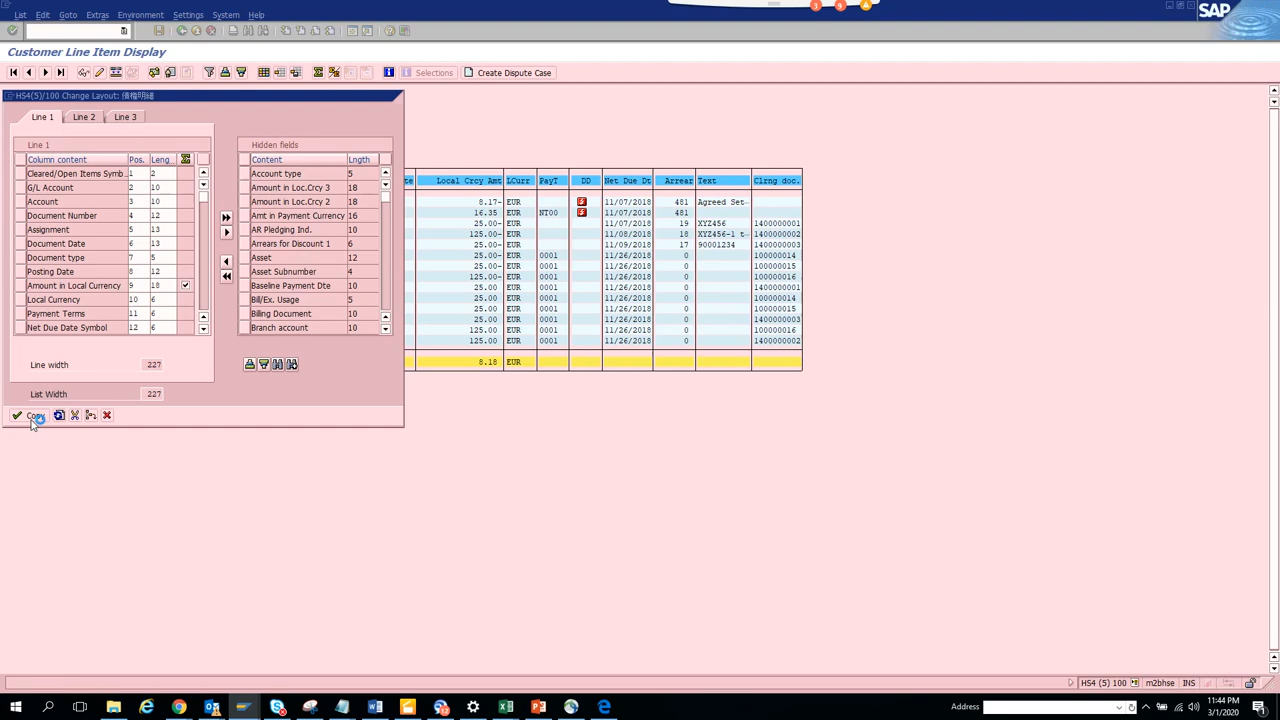 List Edit Goto Extras Environment Settings System Help
SAP
Customer Line Item Display
Selections Create Dispute Case
HS4(5)/100 Change Layout: 債権明細
Line 1 Line 2 Line 3
Line 1 Hidden fields
Column content Pos. Leng Content Lngth
Cleared/Open Items Symb.. 1 2 Account type 5
G/L Account 2 10 Amount in Loc.Crcy 3 18
Account 3 10 Amount in Loc.Crcy 2 18
Document Number 4 12 Amt in Payment Currency 16
Assignment 5 13 AR Pledging Ind. 10
Document Date 6 13 Arrears for Discount 1 6
Document type 7 5 Asset 12
Posting Date 8 12 Asset Subnumber 4
Amount in Local Currency 9 18 Baseline Payment Dte 10
Local Currency 10 6 Bil/Ex. Usage 5
Payment Terms 11 6 Billing Document 10
Net Due Date Symbol 12 6 Branch account 10
Line width 227
List Width 227
Copy
te Local Crcy Amt LCurr PayT DD Net Due Dt Arrear Text Clrng doc.
8.17- EUR 11/07/2018 481 Agreed Set…
16.35 EUR NT00 11/07/2018 481
25.00- EUR 11/07/2018 19 XYZ456 1400000001
125.00- EUR 11/08/2018 18 XYZ456-1 t… 1400000002
25.00- EUR 11/09/2018 17 90001234 1400000003
25.00- EUR 0001 11/26/2018 0 100000014
25.00- EUR 0001 11/26/2018 0 100000015
125.00- EUR 0001 11/26/2018 0 100000016
25.00 EUR 0001 11/26/2018 0 1400000001
25.00 EUR 0001 11/26/2018 0 100000014
25.00 EUR 0001 11/26/2018 0 100000015
25.00 EUR 0001 11/26/2018 0 1400000003
125.00 EUR 0001 11/26/2018 0 100000016
125.00 EUR 0001 11/26/2018 0 1400000002
8.18 EUR
HS4 (5) 100 m2bhse INS
Address 11:44 PM
3/1/2020